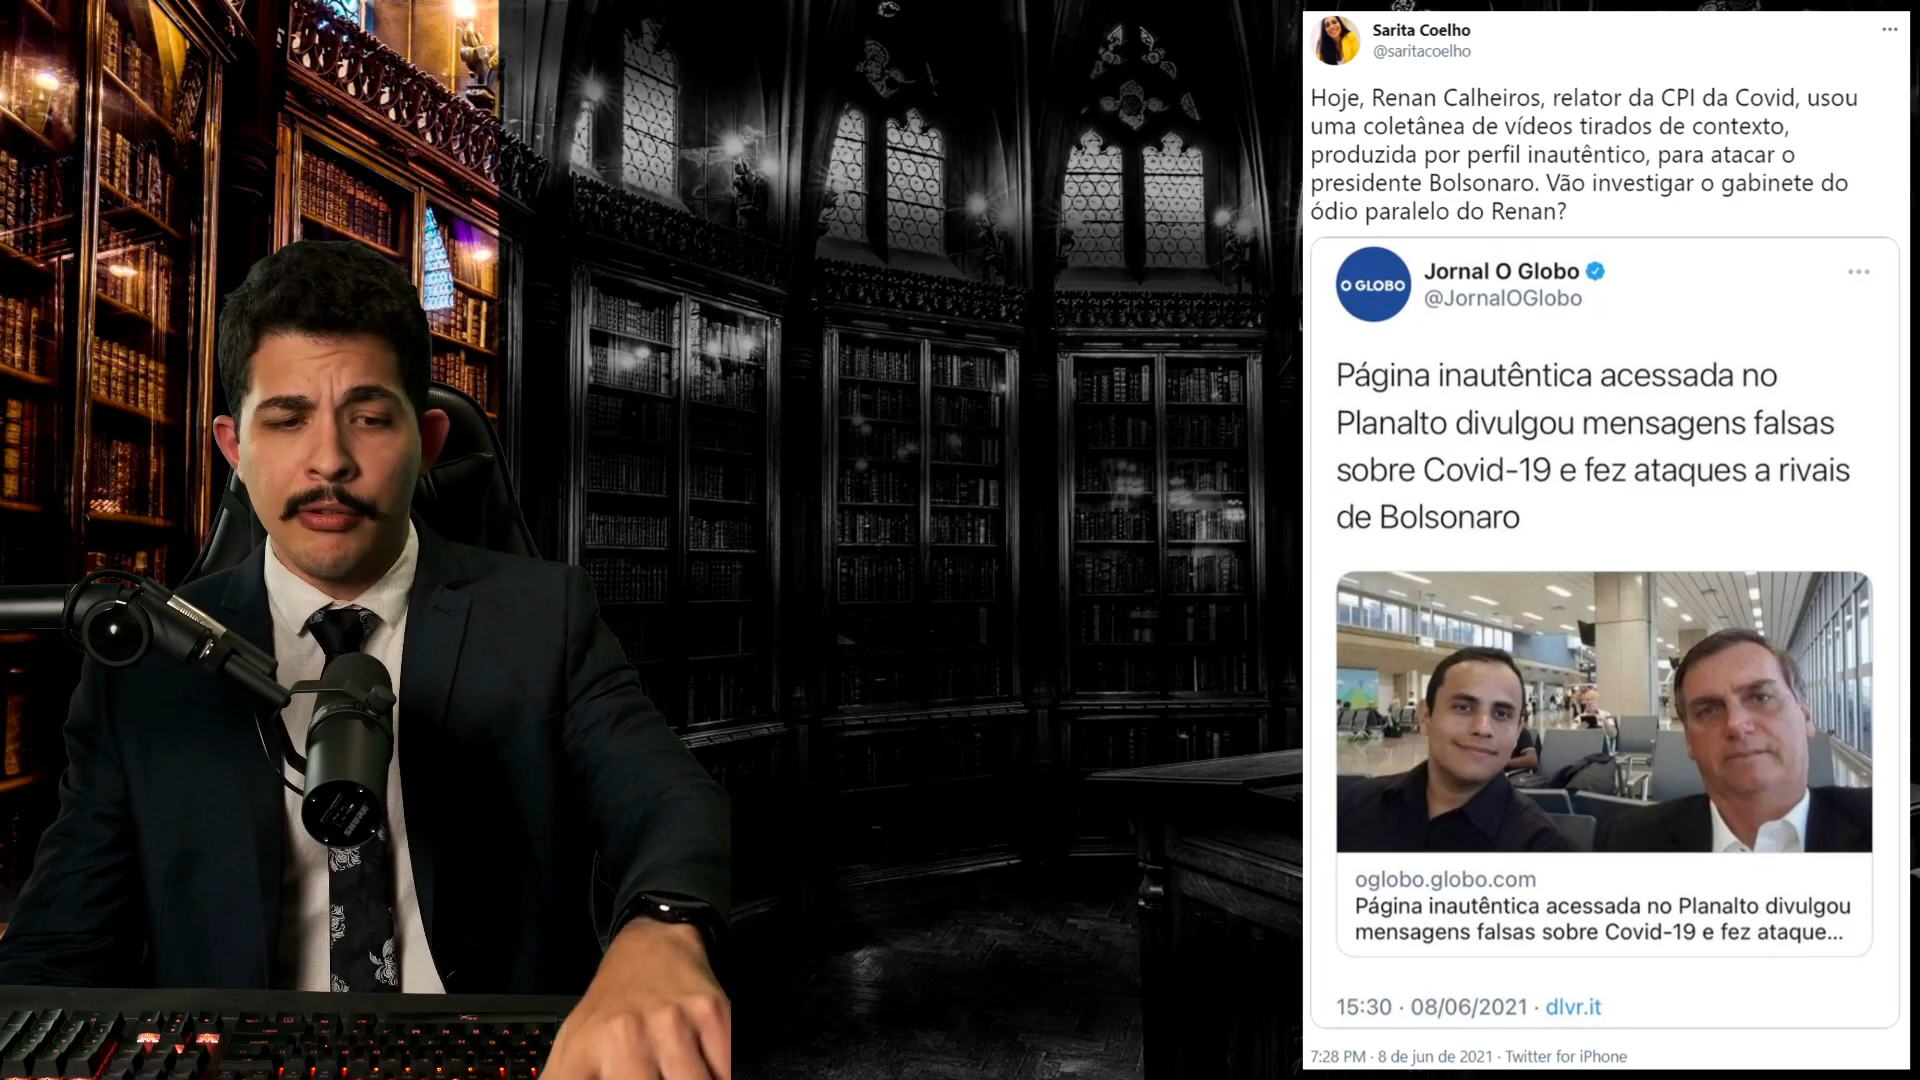 Sarita Coelho
@saritacoelho
Hoje, Renan Calheiros, relator da CPI da Covid, usou
uma coletânea de vídeos tirados de contexto,
produzida por perfil inautêntico, para atacar o
presidente Bolsonaro. Vão investigar o gabinete do
ódio paralelo do Renan?
O GLOBO
Jornal O Globo
@JornalOGlobo
Página inautêntica acessada no
Planalto divulgou mensagens falsas
sobre Covid-19 e fez ataques a rivais
de Bolsonaro
oglobo.globo.com
Página inautêntica acessada no Planalto divulgou
mensagens falsas sobre Covid-19 e fez ataque...
15:30 · 08/06/2021 · dlvr.it
7:28 PM · 8 de jun de 2021 · Twitter for iPhone
SHURE